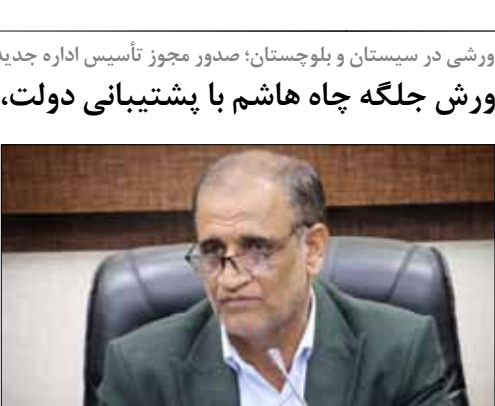 ورشی در سیستان و بلوچستان؛ صدور مجوز تأسیس اداره جدید
ورش جلگه چاه هاشم با پشتیبانی دولت،